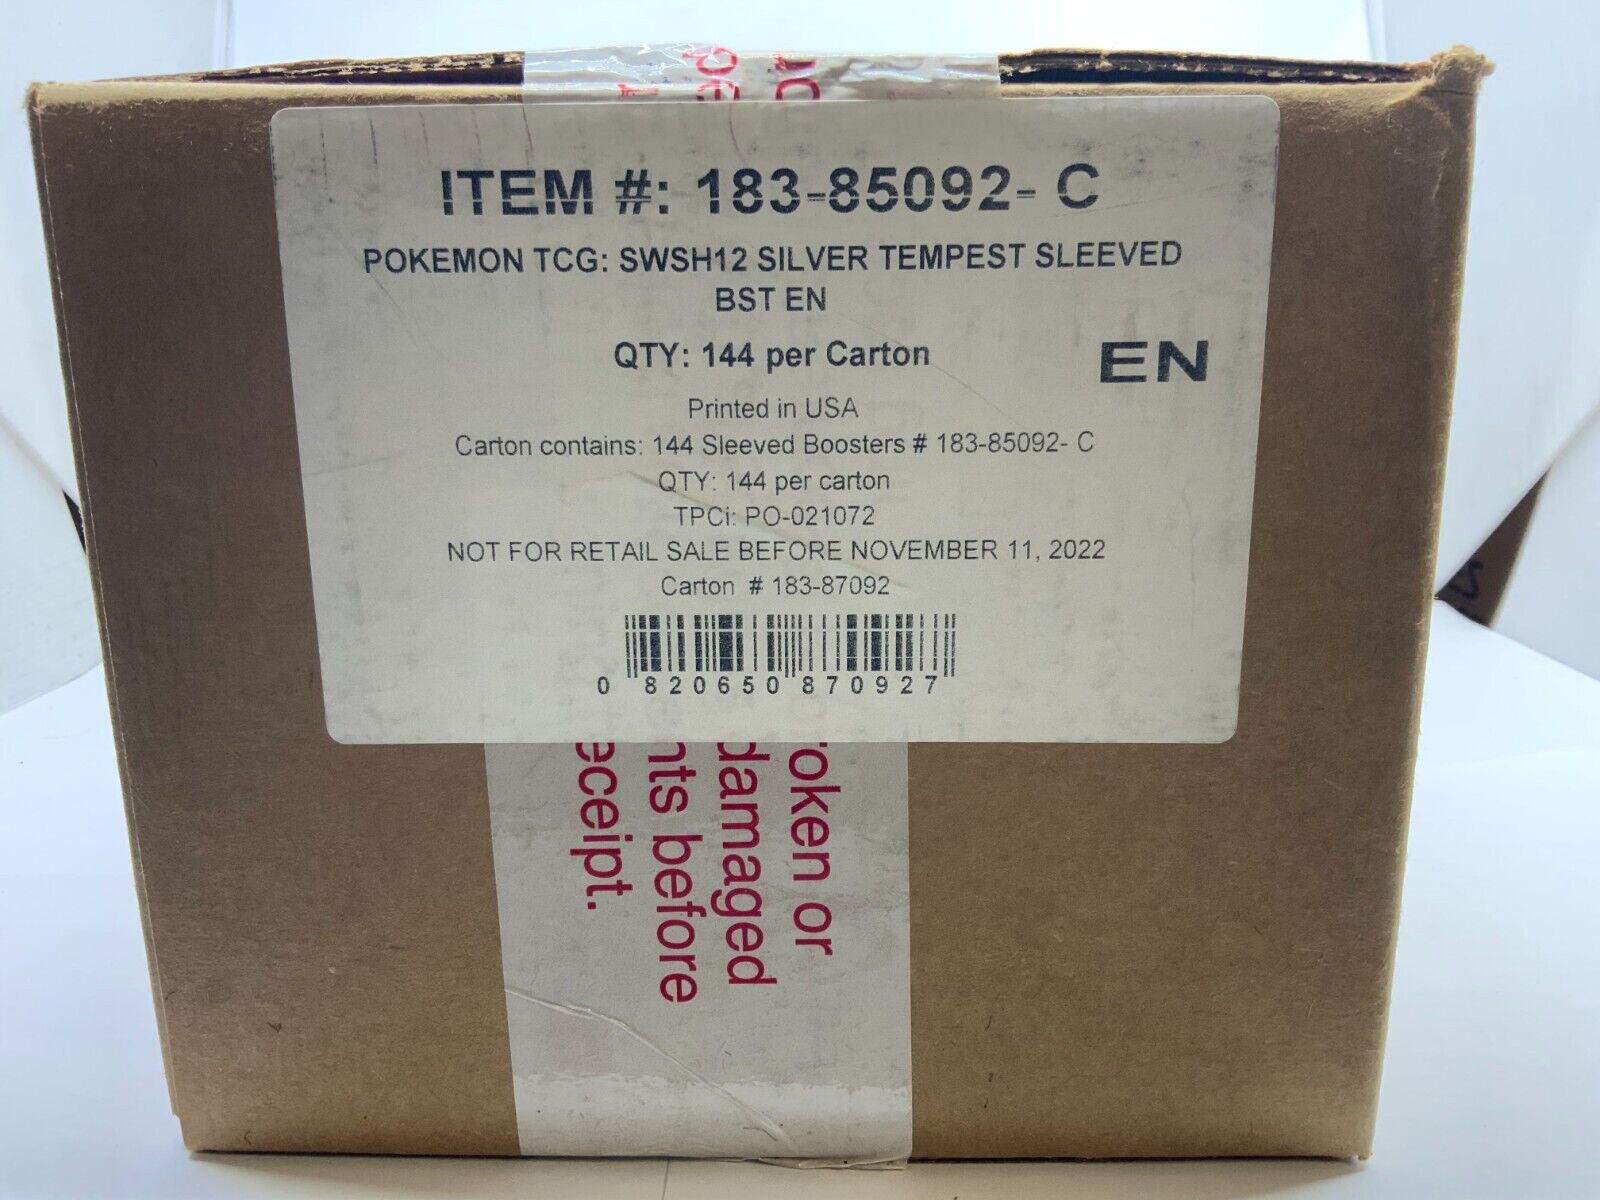 ITEM #: 183-85092- C
POKEMON TCG: SWSH12 SILVER TEMPEST SLEEVED
BST EN
QTY: 144 per Carton
EN
Printed in USA
Carton contains: 144 Sleeved Boosters # 183-85092- C
QTY: 144 per carton
TPCi: PO-021072
NOT FOR RETAIL SALE BEFORE NOVEMBER 11, 2022
Carton # 183-87092
0 820650 870927
roken or
damaged
nts before
eceipt.